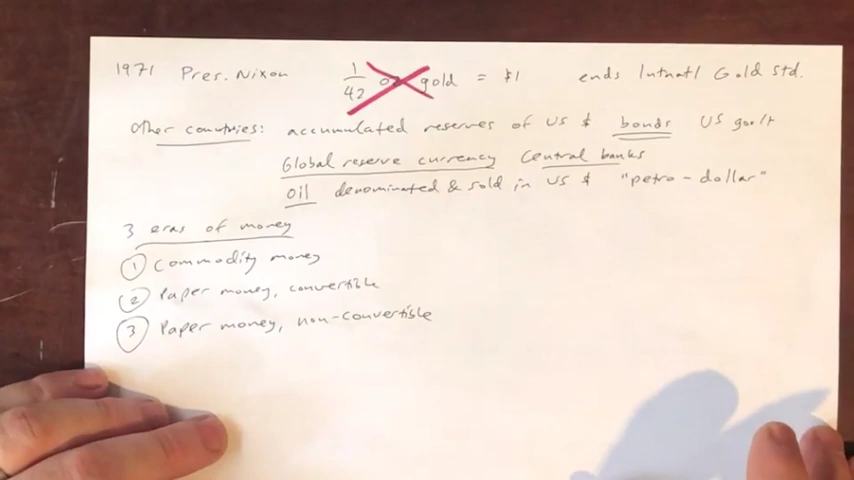 1971 Pres. Nixon 1/42 oz gold = $1 ends Intnatl Gold Std.
Other countries: accumulated reserves of US $ bonds US gov't
Global reserve currency Central banks
Oil denominated & sold in US $ "petro-dollar"
3 eras of money
① Commodity money
② Paper money, convertible
③ Paper money, non-convertible